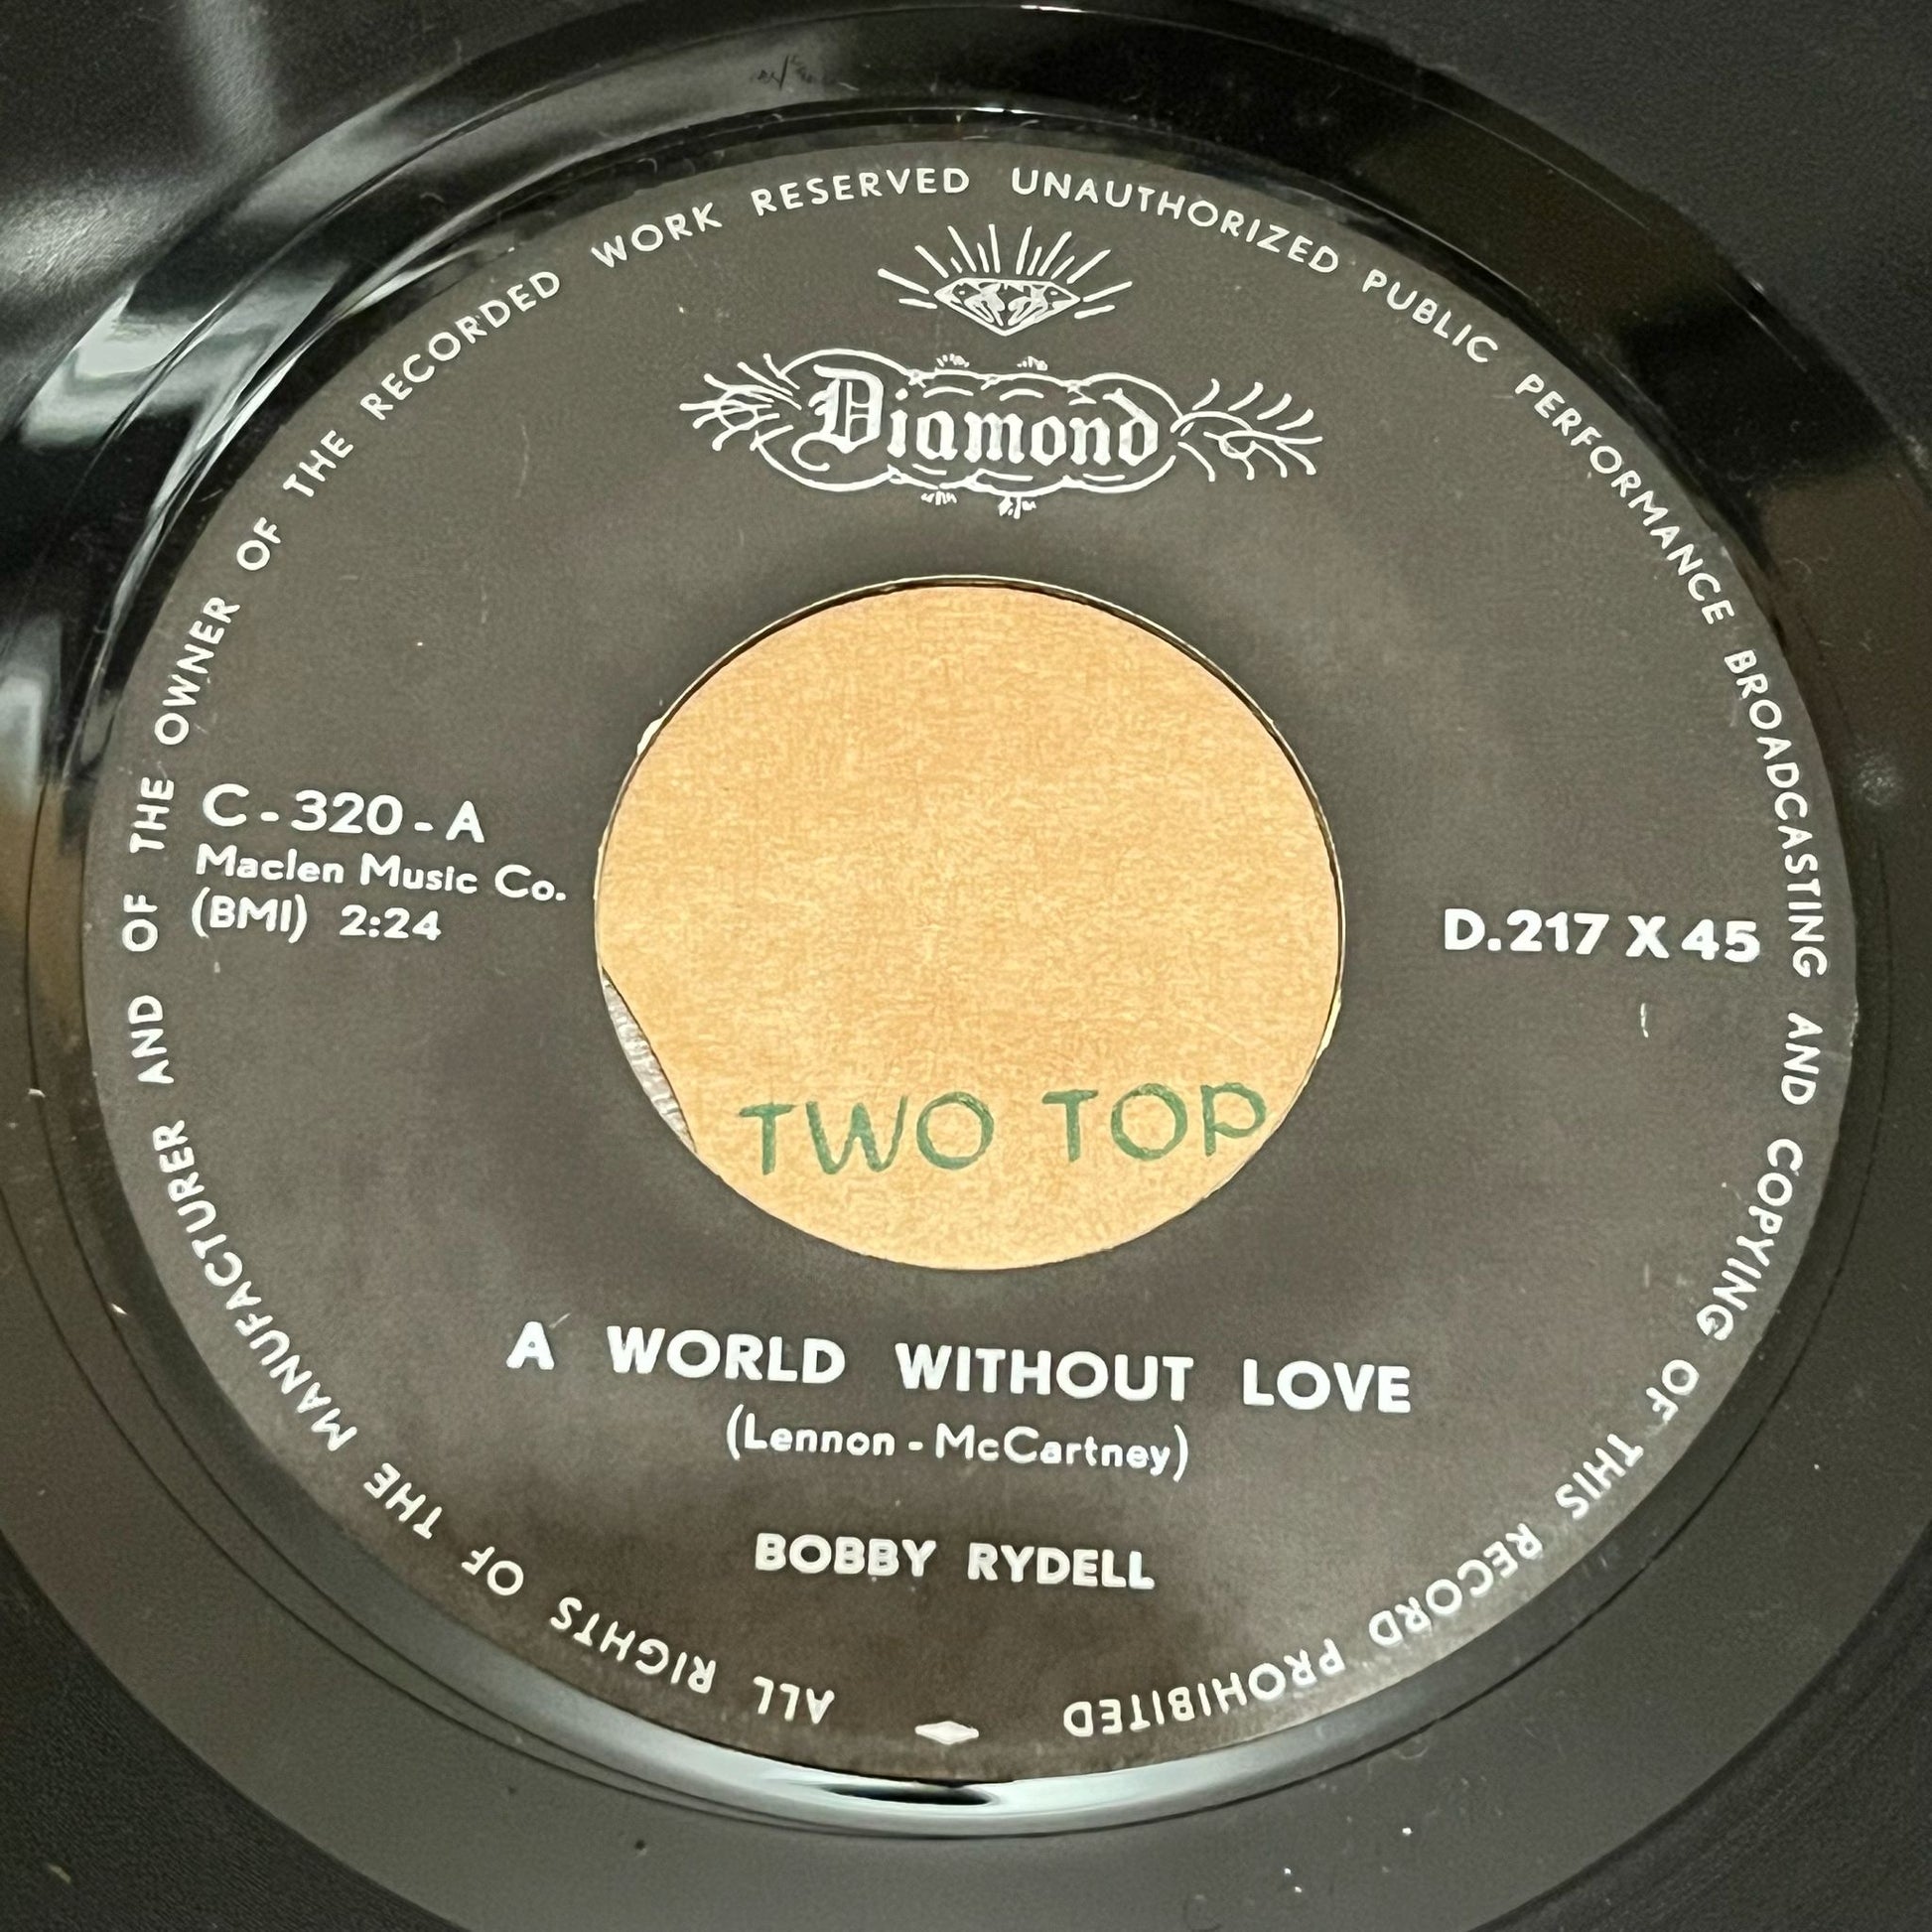 ALL RIGHTS OF THE MANUFACTURER AND OF THE OWNER OF THE RECORDED WORK RESERVED UNAUTHORIZED PUBLIC PERFORMANCE BROADCASTING AND COPYING OF THIS RECORD PROHIBITED
Diamond
C-320-A
Maclen Music Co.
(BMI) 2:24
D.217 X 45
TWO TOP
A WORLD WITHOUT LOVE
(Lennon - McCartney)
BOBBY RYDELL